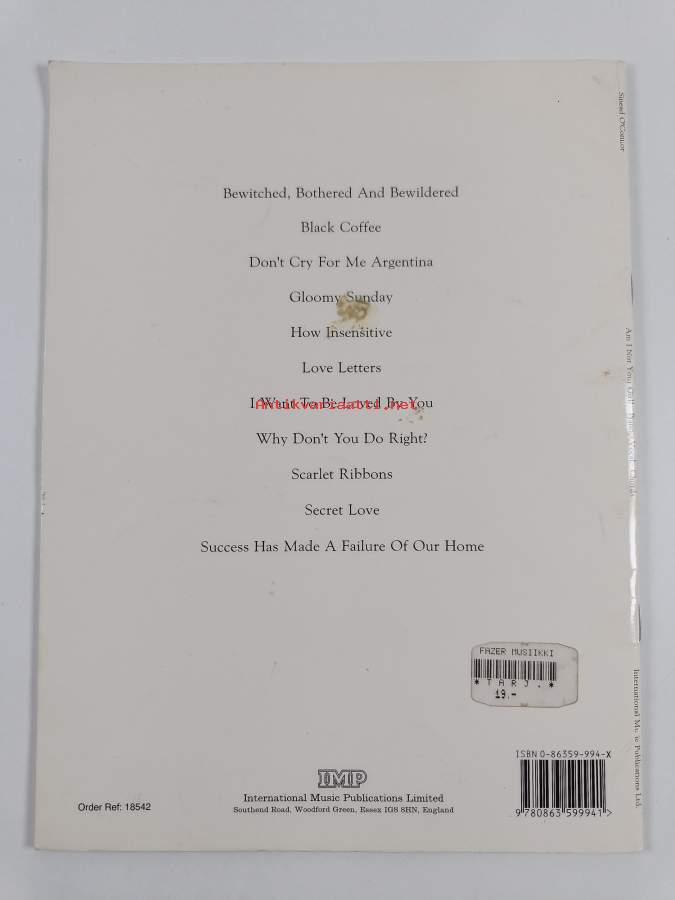 Bewitched, Bothered And Bewildered
Black Coffee
Don't Cry For Me Argentina
Gloomy Sunday
How Insensitive
Love Letters
I Want To Be Loved By You
Antikvariaatti.net
Why Don't You Do Right?
Scarlet Ribbons
Secret Love
Success Has Made A Failure Of Our Home
FAZER MUSIIKKI
* T A R J . *
19.-
ISBN 0-86359-994-X
9 780863 599941 >
IMP
International Music Publications Limited
Southend Road, Woodford Green, Essex IG8 8HN, England
Order Ref: 18542
Sinead O'Connor
Am I Not Your
International Music Publications Ltd.